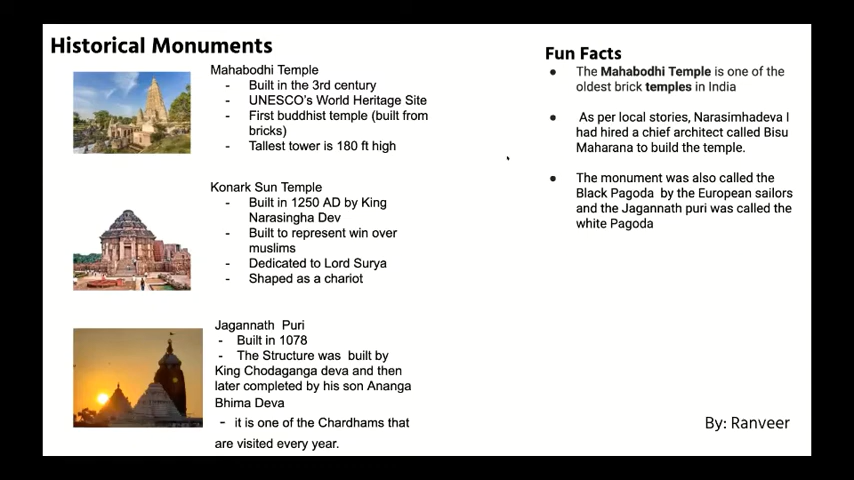 Historical Monuments
Mahabodhi Temple
- Built in the 3rd century
- UNESCO's World Heritage Site
- First buddhist temple (built from
bricks)
- Tallest tower is 180 ft high
Konark Sun Temple
- Built in 1250 AD by King
Narasingha Dev
- Built to represent win over
muslims
- Dedicated to Lord Surya
- Shaped as a chariot
Jagannath Puri
- Built in 1078
- The Structure was built by
King Chodaganga deva and then
later completed by his son Ananga
Bhima Deva
- it is one of the Chardhams that
are visited every year.
Fun Facts
● The Mahabodhi Temple is one of the
oldest brick temples in India
● As per local stories, Narasimhadeva I
had hired a chief architect called Bisu
Maharana to build the temple.
● The monument was also called the
Black Pagoda by the European sailors
and the Jagannath puri was called the
white Pagoda
By: Ranveer